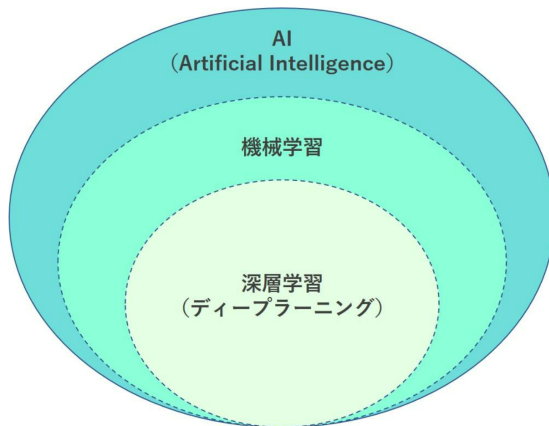 AI
（Artificial Intelligence）
機械学習
深層学習
（ディープラーニング）